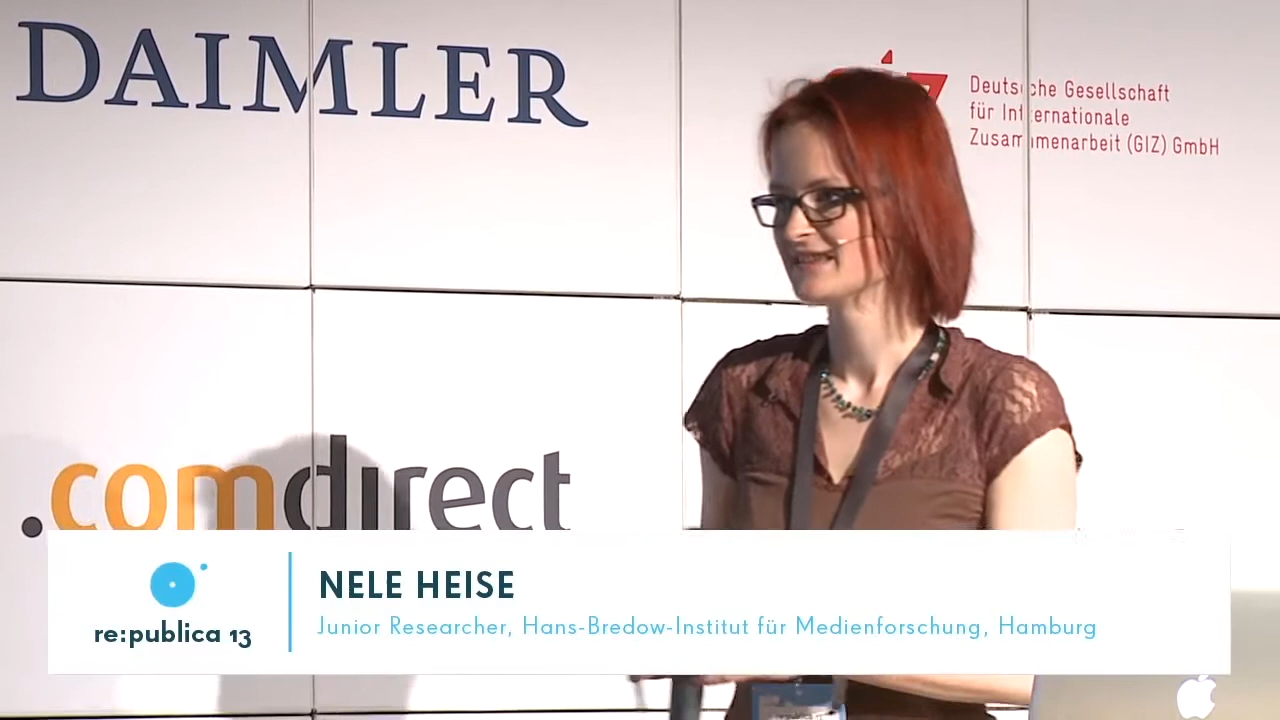 DAIMLER
Deutsche Gesellschaft
für Internationale
Zusammenarbeit (GIZ) GmbH
.comdirect
re:publica 13
NELE HEISE
Junior Researcher, Hans-Bredow-Institut für Medienforschung, Hamburg